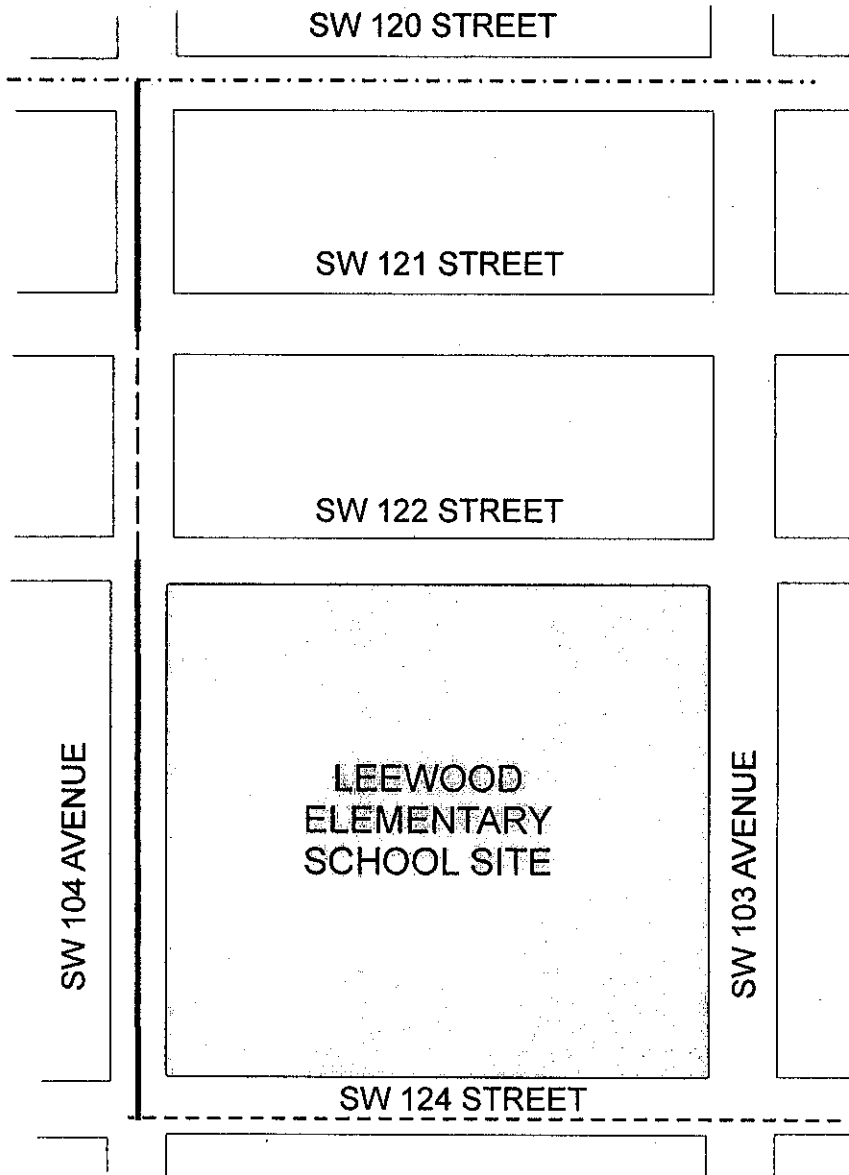 SW 120 STREET
SW 121 STREET
SW 122 STREET
LEEWOOD
ELEMENTARY
SCHOOL SITE
SW 104 AVENUE
SW 103 AVENUE
SW 124 STREET